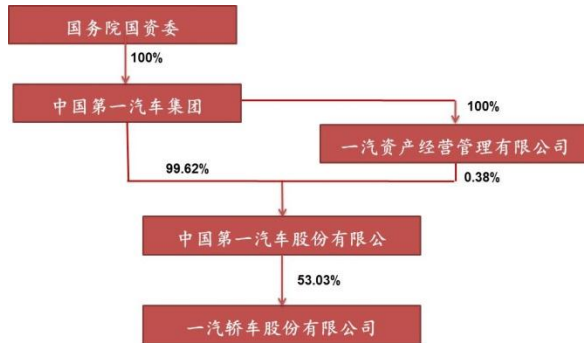 国务院国资委
100%
中国第一汽车集团
100%
一汽资产经营管理有限公司
99.62%
0.38%
中国第一汽车股份有限公
53.03%
一汽轿车股份有限公司